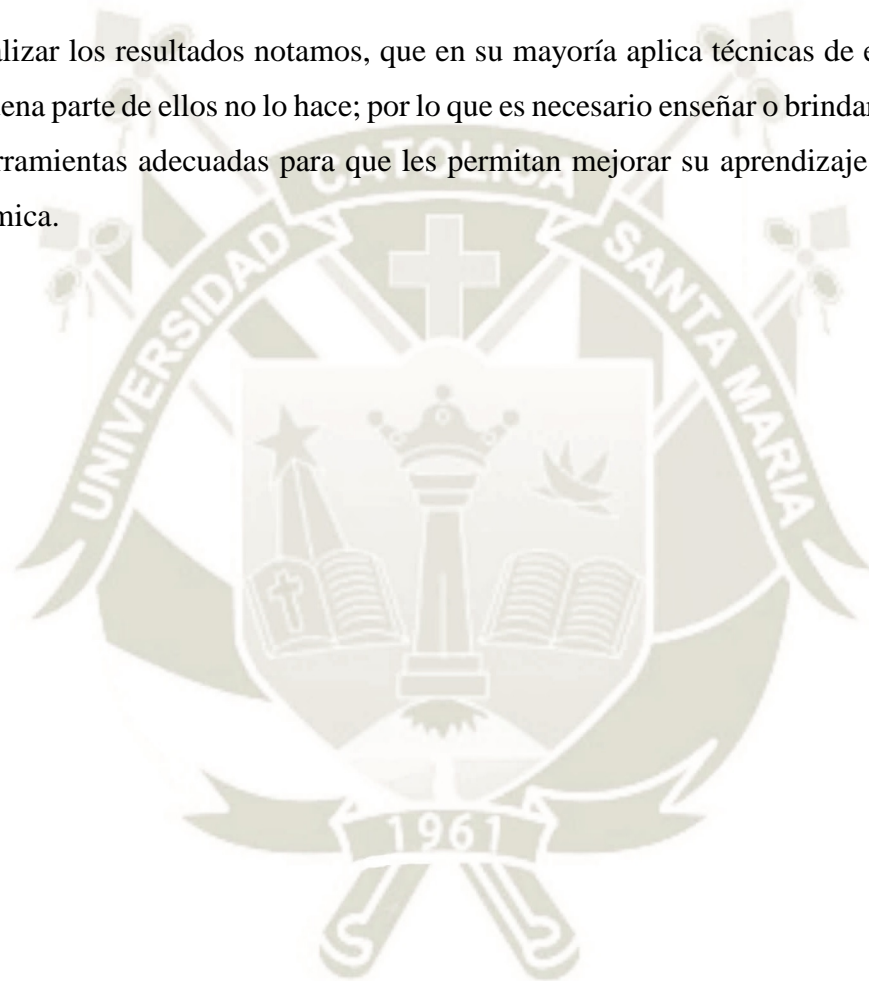 alizar los resultados notamos, que en su mayoría aplica técnicas de e
ena parte de ellos no lo hace; por lo que es necesario enseñar o brindar
rramientas adecuadas para que les permitan mejorar su aprendizaje
mica.
UNIVERSIDAD CATOLICA SANTA MARIA
1961